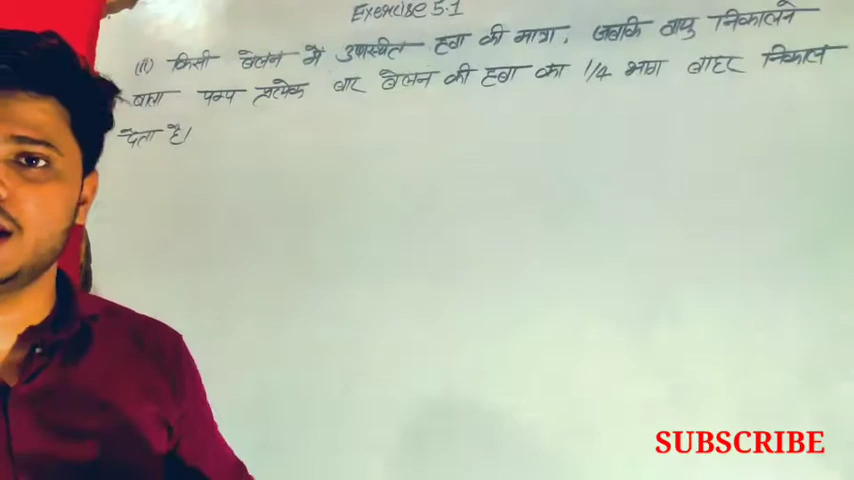 Exercise 5.1
(ii) किसी बेलन में उपस्थित हवा की मात्रा, जबकि वायु निकालने
वाला पम्प प्रत्येक बार बेलन की हवा का 1/4 भाग बाहर निकाल
देता है।
SUBSCRIBE